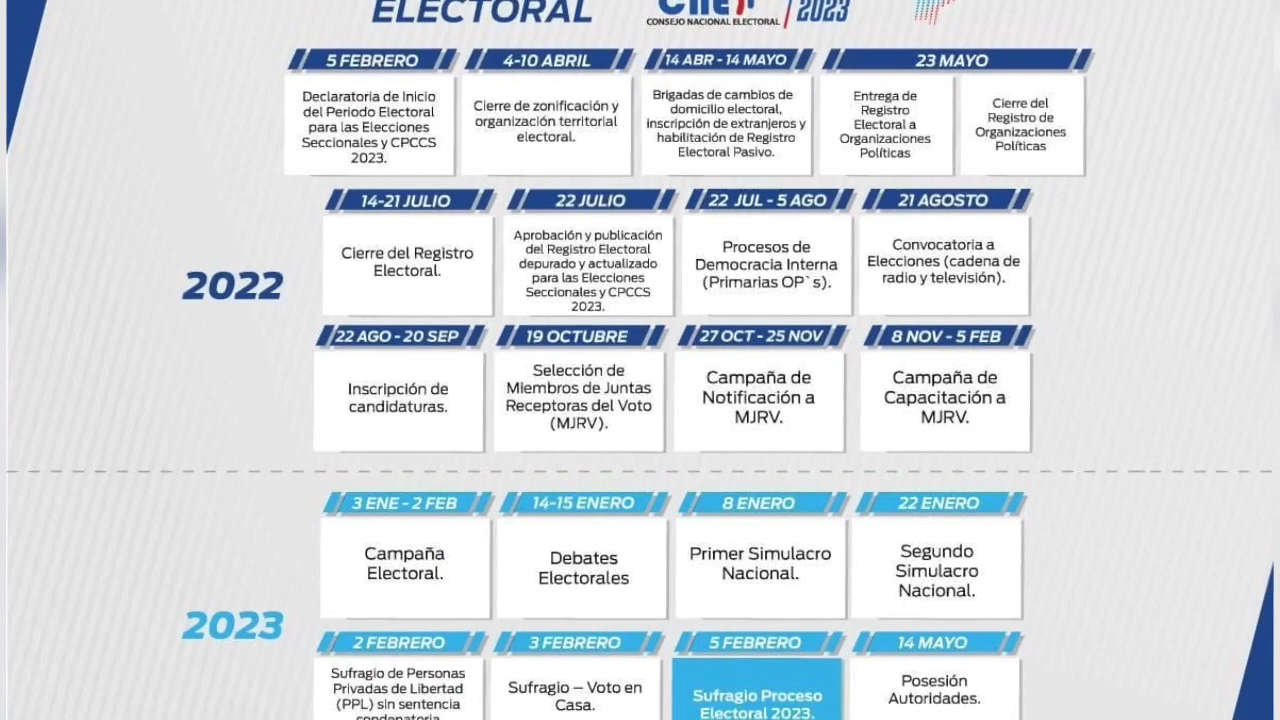 ELECTORAL
cne
CONSEJO NACIONAL ELECTORAL
2023
5 FEBRERO
Declaratoria de Inicio
del Periodo Electoral
para las Elecciones
Seccionales y CPCCS
2023.
4-10 ABRIL
Cierre de zonificación y
organización territorial
electoral.
14 ABR - 14 MAYO
Brigadas de cambios de
domicilio electoral,
inscripción de extranjeros y
habilitación de Registro
Electoral Pasivo.
23 MAYO
Entrega de
Registro
Electoral a
Organizaciones
Políticas
Cierre del
Registro de
Organizaciones
Políticas
2022
14-21 JULIO
Cierre del Registro
Electoral.
22 JULIO
Aprobación y publicación
del Registro Electoral
depurado y actualizado
para las Elecciones
Seccionales y CPCCS
2023.
22 JUL - 5 AGO
Procesos de
Democracia Interna
(Primarias OP`s).
21 AGOSTO
Convocatoria a
Elecciones (cadena de
radio y televisión).
22 AGO - 20 SEP
Inscripción de
candidaturas.
19 OCTUBRE
Selección de
Miembros de Juntas
Receptoras del Voto
(MJRV).
27 OCT - 25 NOV
Campaña de
Notificación a
MJRV.
8 NOV - 5 FEB
Campaña de
Capacitación a
MJRV.
2023
3 ENE - 2 FEB
Campaña
Electoral.
14-15 ENERO
Debates
Electorales
8 ENERO
Primer Simulacro
Nacional.
22 ENERO
Segundo
Simulacro
Nacional.
2 FEBRERO
Sufragio de Personas
Privadas de Libertad
(PPL) sin sentencia
condenatoria
3 FEBRERO
Sufragio – Voto en
Casa.
5 FEBRERO
Sufragio Proceso
Electoral 2023.
14 MAYO
Posesión
Autoridades.